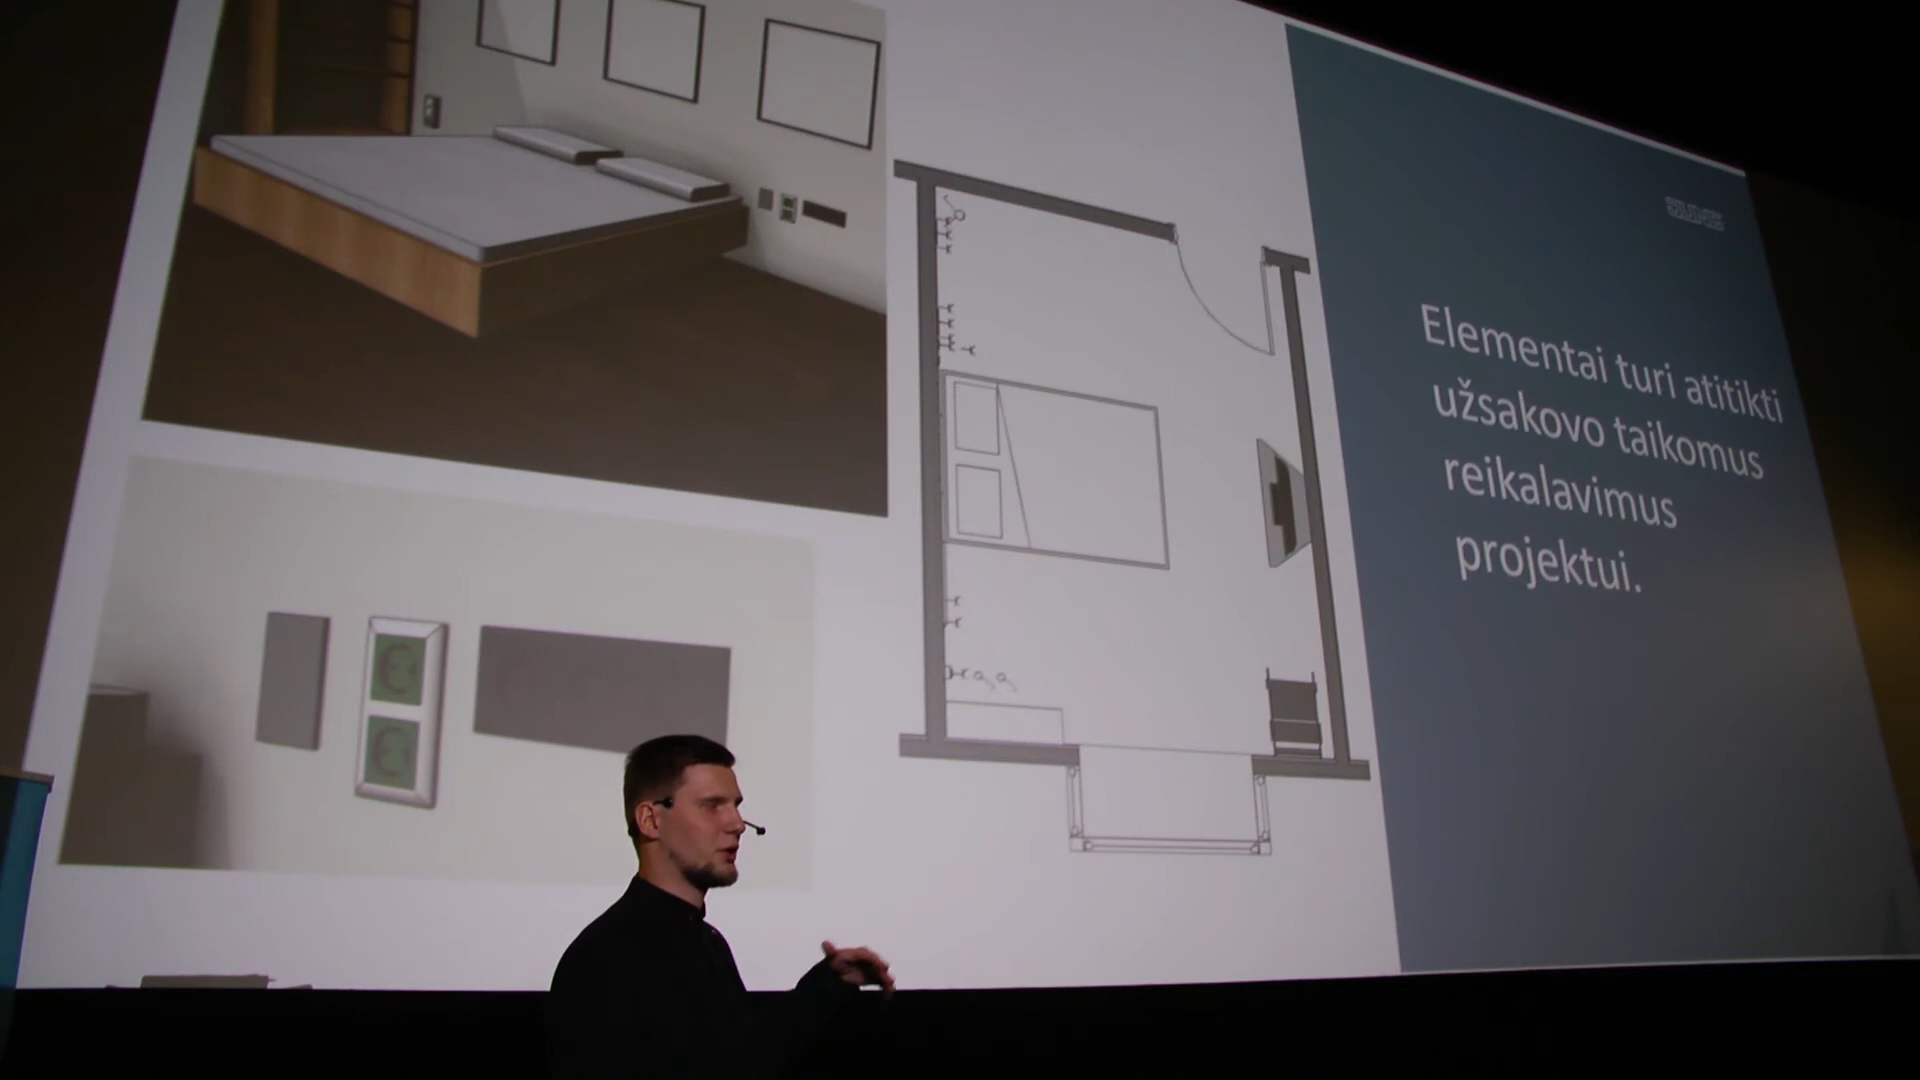 Elementai turi atitikti
užsakovo taikomus
reikalavimus
projektui.